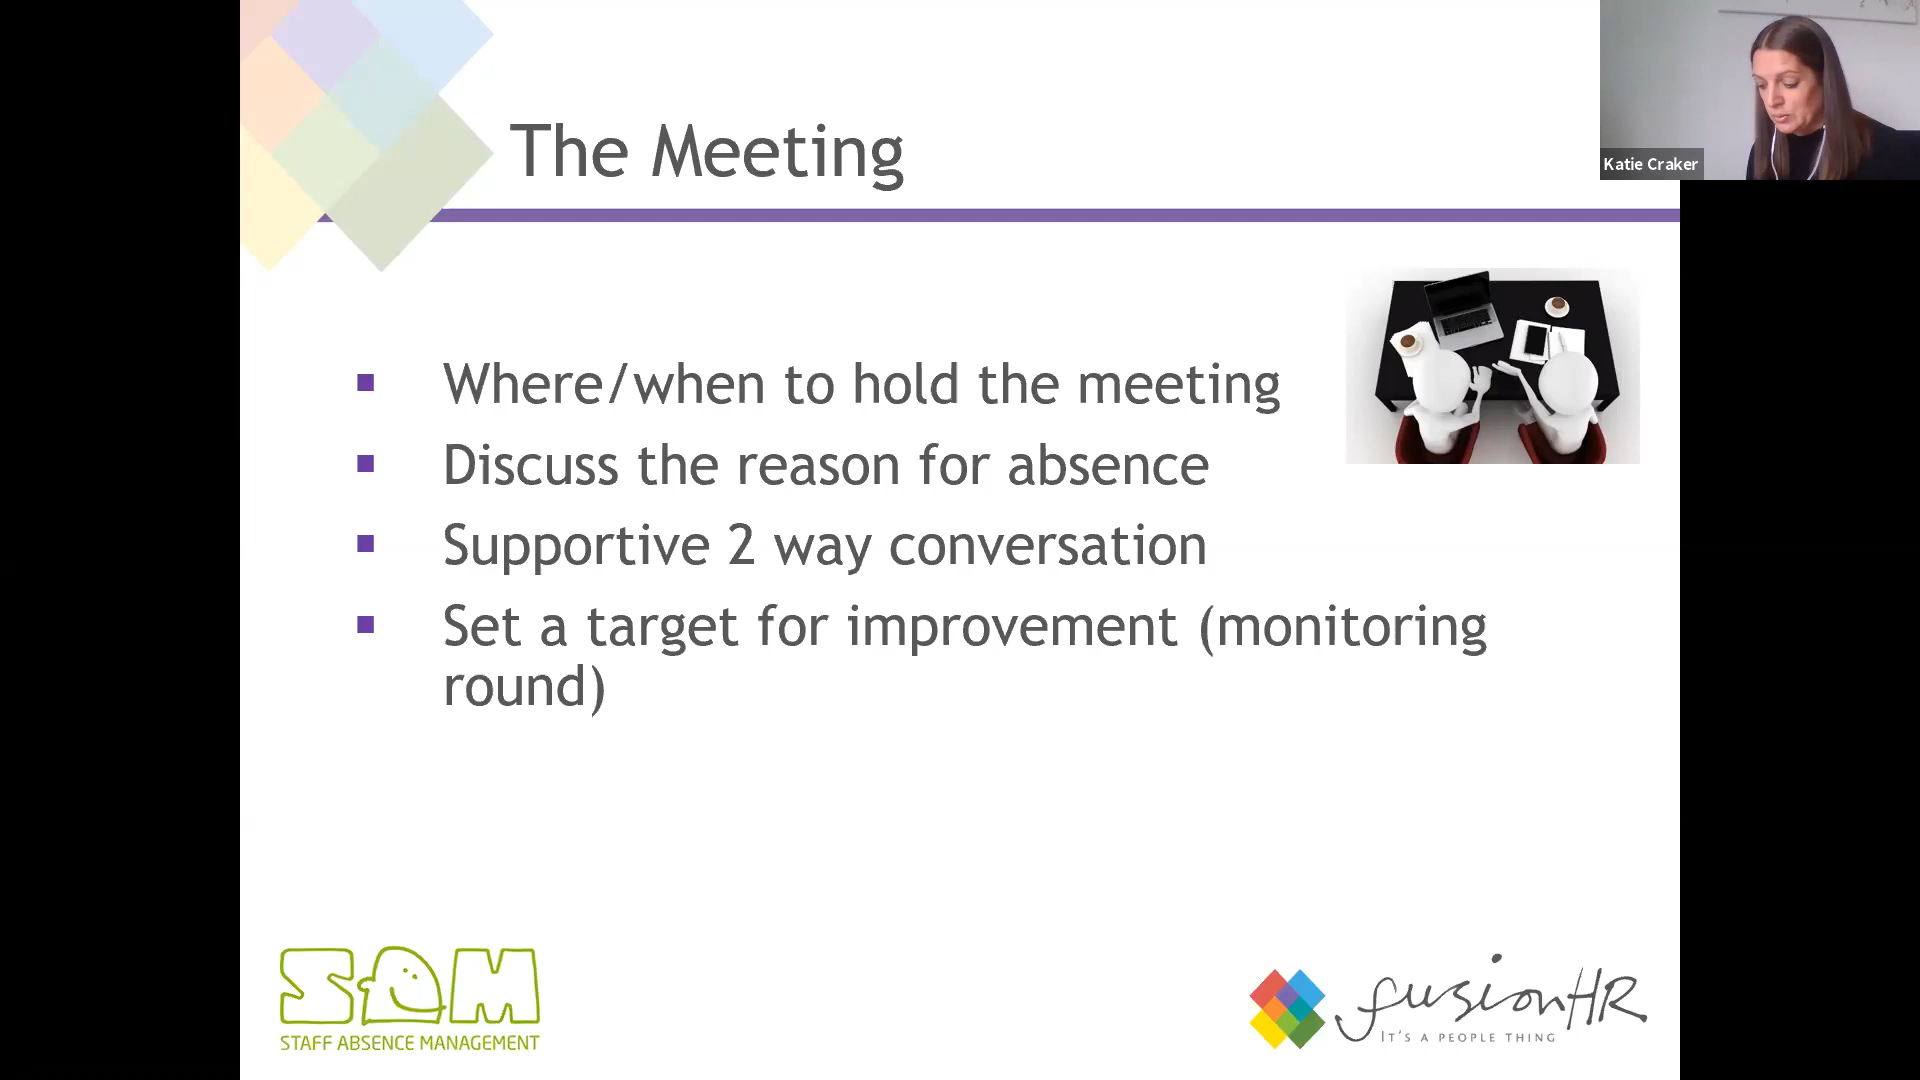 The Meeting
Katie Craker
▪ Where/when to hold the meeting
▪ Discuss the reason for absence
▪ Supportive 2 way conversation
▪ Set a target for improvement (monitoring
round)
SAM
STAFF ABSENCE MANAGEMENT
fusionHR
IT'S A PEOPLE THING